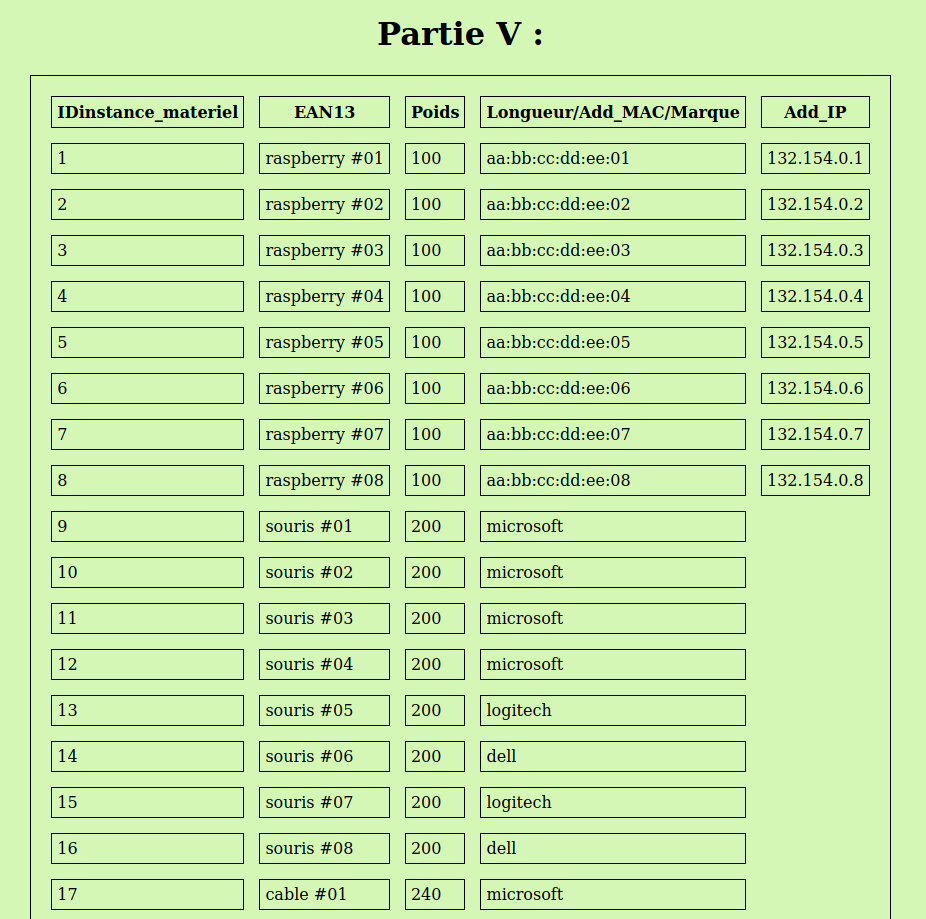 Partie V :
IDinstance_materiel EAN13 Poids Longueur/Add_MAC/Marque Add_IP
1 raspberry #01 100 aa:bb:cc:dd:ee:01 132.154.0.1
2 raspberry #02 100 aa:bb:cc:dd:ee:02 132.154.0.2
3 raspberry #03 100 aa:bb:cc:dd:ee:03 132.154.0.3
4 raspberry #04 100 aa:bb:cc:dd:ee:04 132.154.0.4
5 raspberry #05 100 aa:bb:cc:dd:ee:05 132.154.0.5
6 raspberry #06 100 aa:bb:cc:dd:ee:06 132.154.0.6
7 raspberry #07 100 aa:bb:cc:dd:ee:07 132.154.0.7
8 raspberry #08 100 aa:bb:cc:dd:ee:08 132.154.0.8
9 souris #01 200 microsoft
10 souris #02 200 microsoft
11 souris #03 200 microsoft
12 souris #04 200 microsoft
13 souris #05 200 logitech
14 souris #06 200 dell
15 souris #07 200 logitech
16 souris #08 200 dell
17 cable #01 240 microsoft